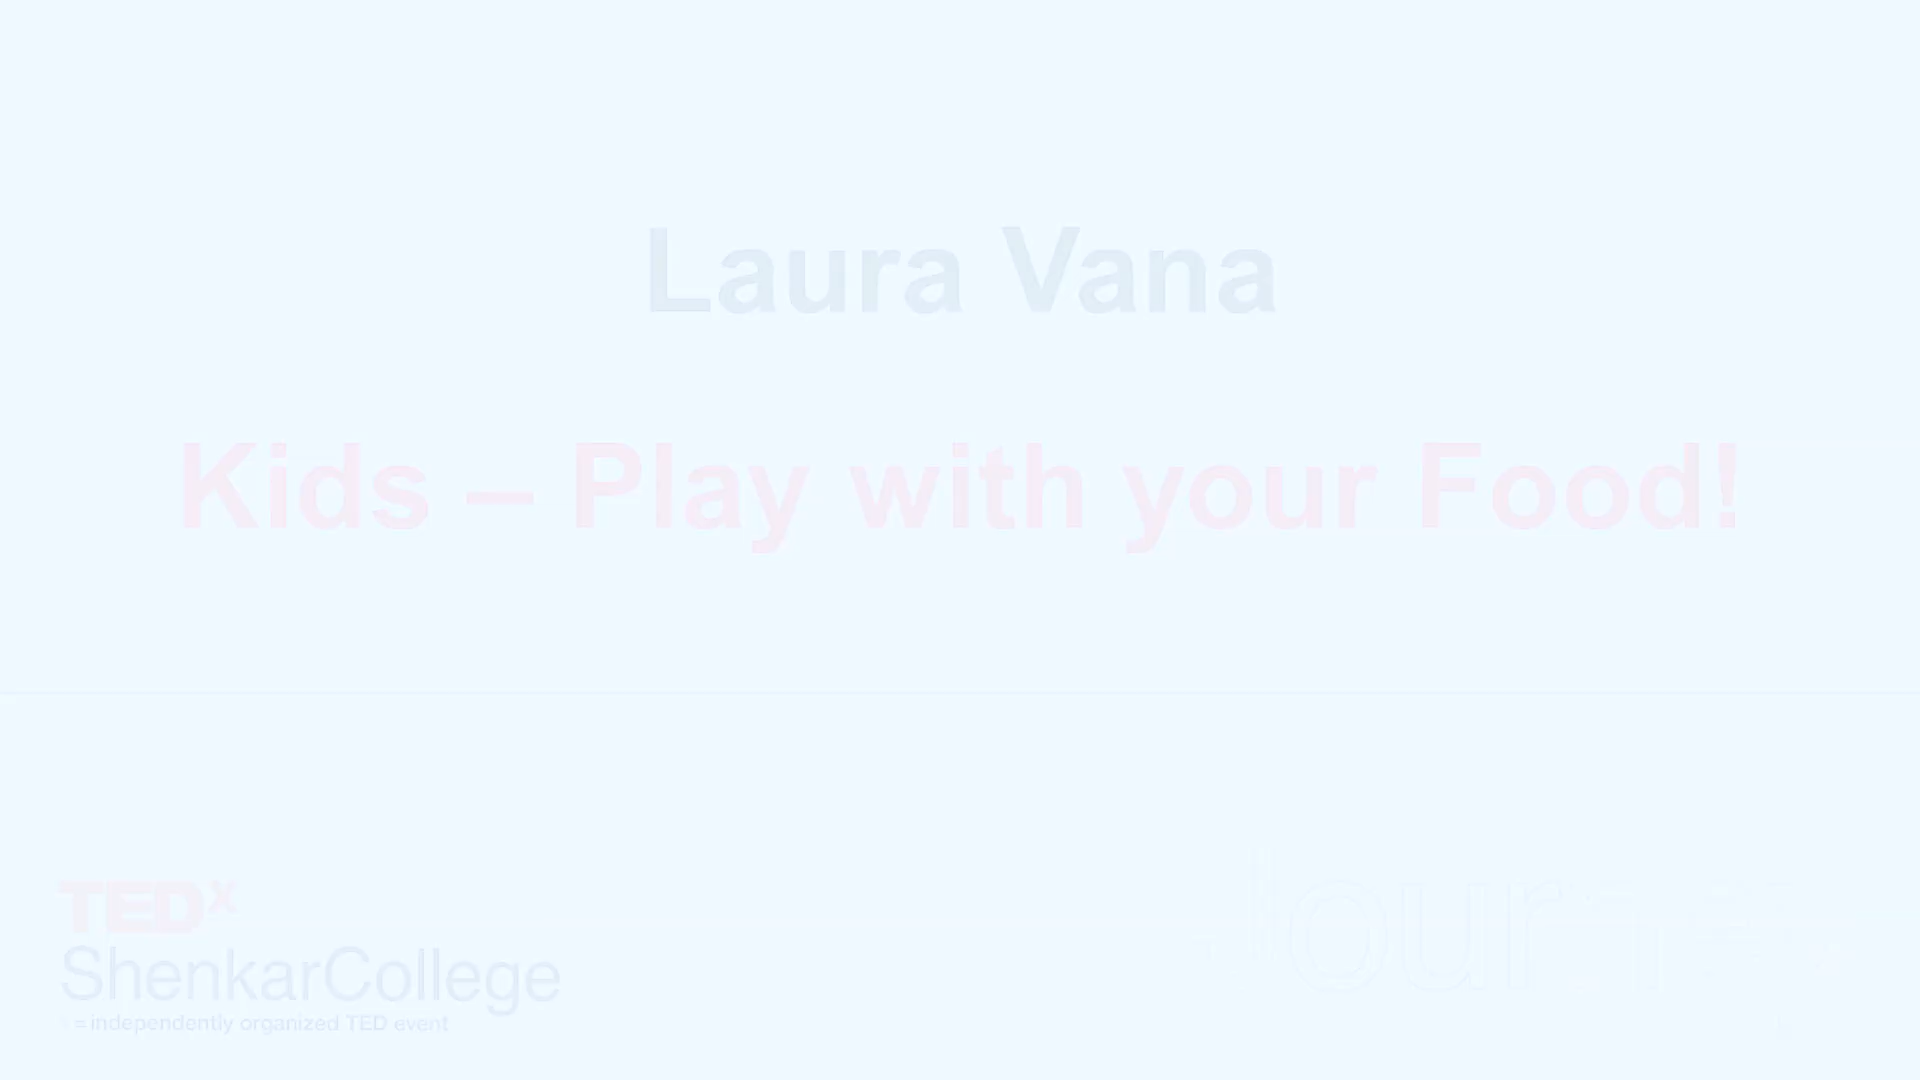 Laura Vana
Kids – Play with your Food!
TEDx
ShenkarCollege
= independently organized TED event